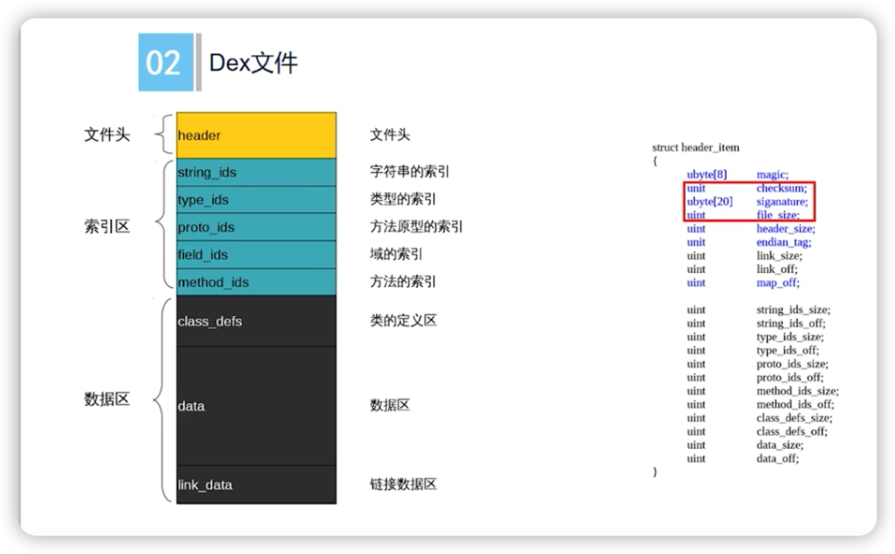 02 Dex文件
文件头 header 文件头
string_ids 字符串的索引
type_ids 类型的索引
索引区 proto_ids 方法原型的索引
field_ids 域的索引
method_ids 方法的索引
class_defs 类的定义区
数据区 data 数据区
link_data 链接数据区
struct header_item
{
ubyte[8] magic;
unit checksum;
ubyte[20] siganature;
uint file_size;
uint header_size;
unit endian_tag;
uint link_size;
uint link_off;
uint map_off;
uint string_ids_size;
uint string_ids_off;
uint type_ids_size;
uint type_ids_off;
uint proto_ids_size;
uint proto_ids_off;
uint method_ids_size;
uint method_ids_off;
uint class_defs_size;
uint class_defs_off;
uint data_size;
uint data_off;
}